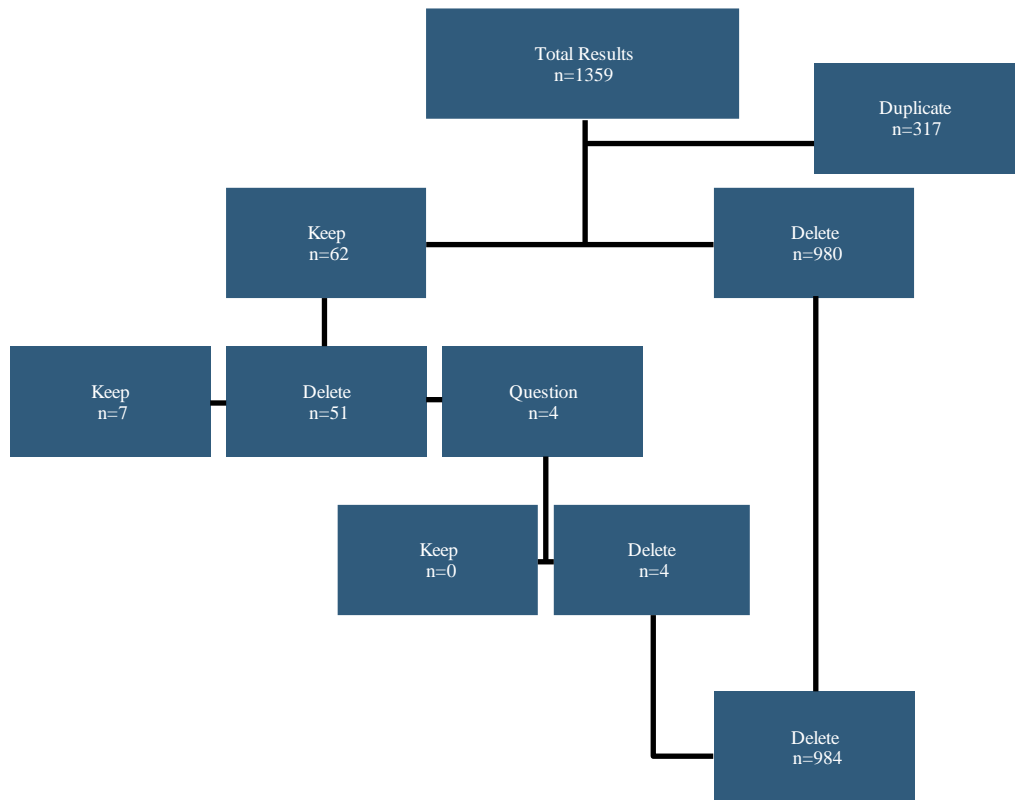 Total Results
n=1359
Duplicate
n=317
Keep
n=62
Delete
n=980
Keep
n=7
Delete
n=51
Question
n=4
Keep
n=0
Delete
n=4
Delete
n=984